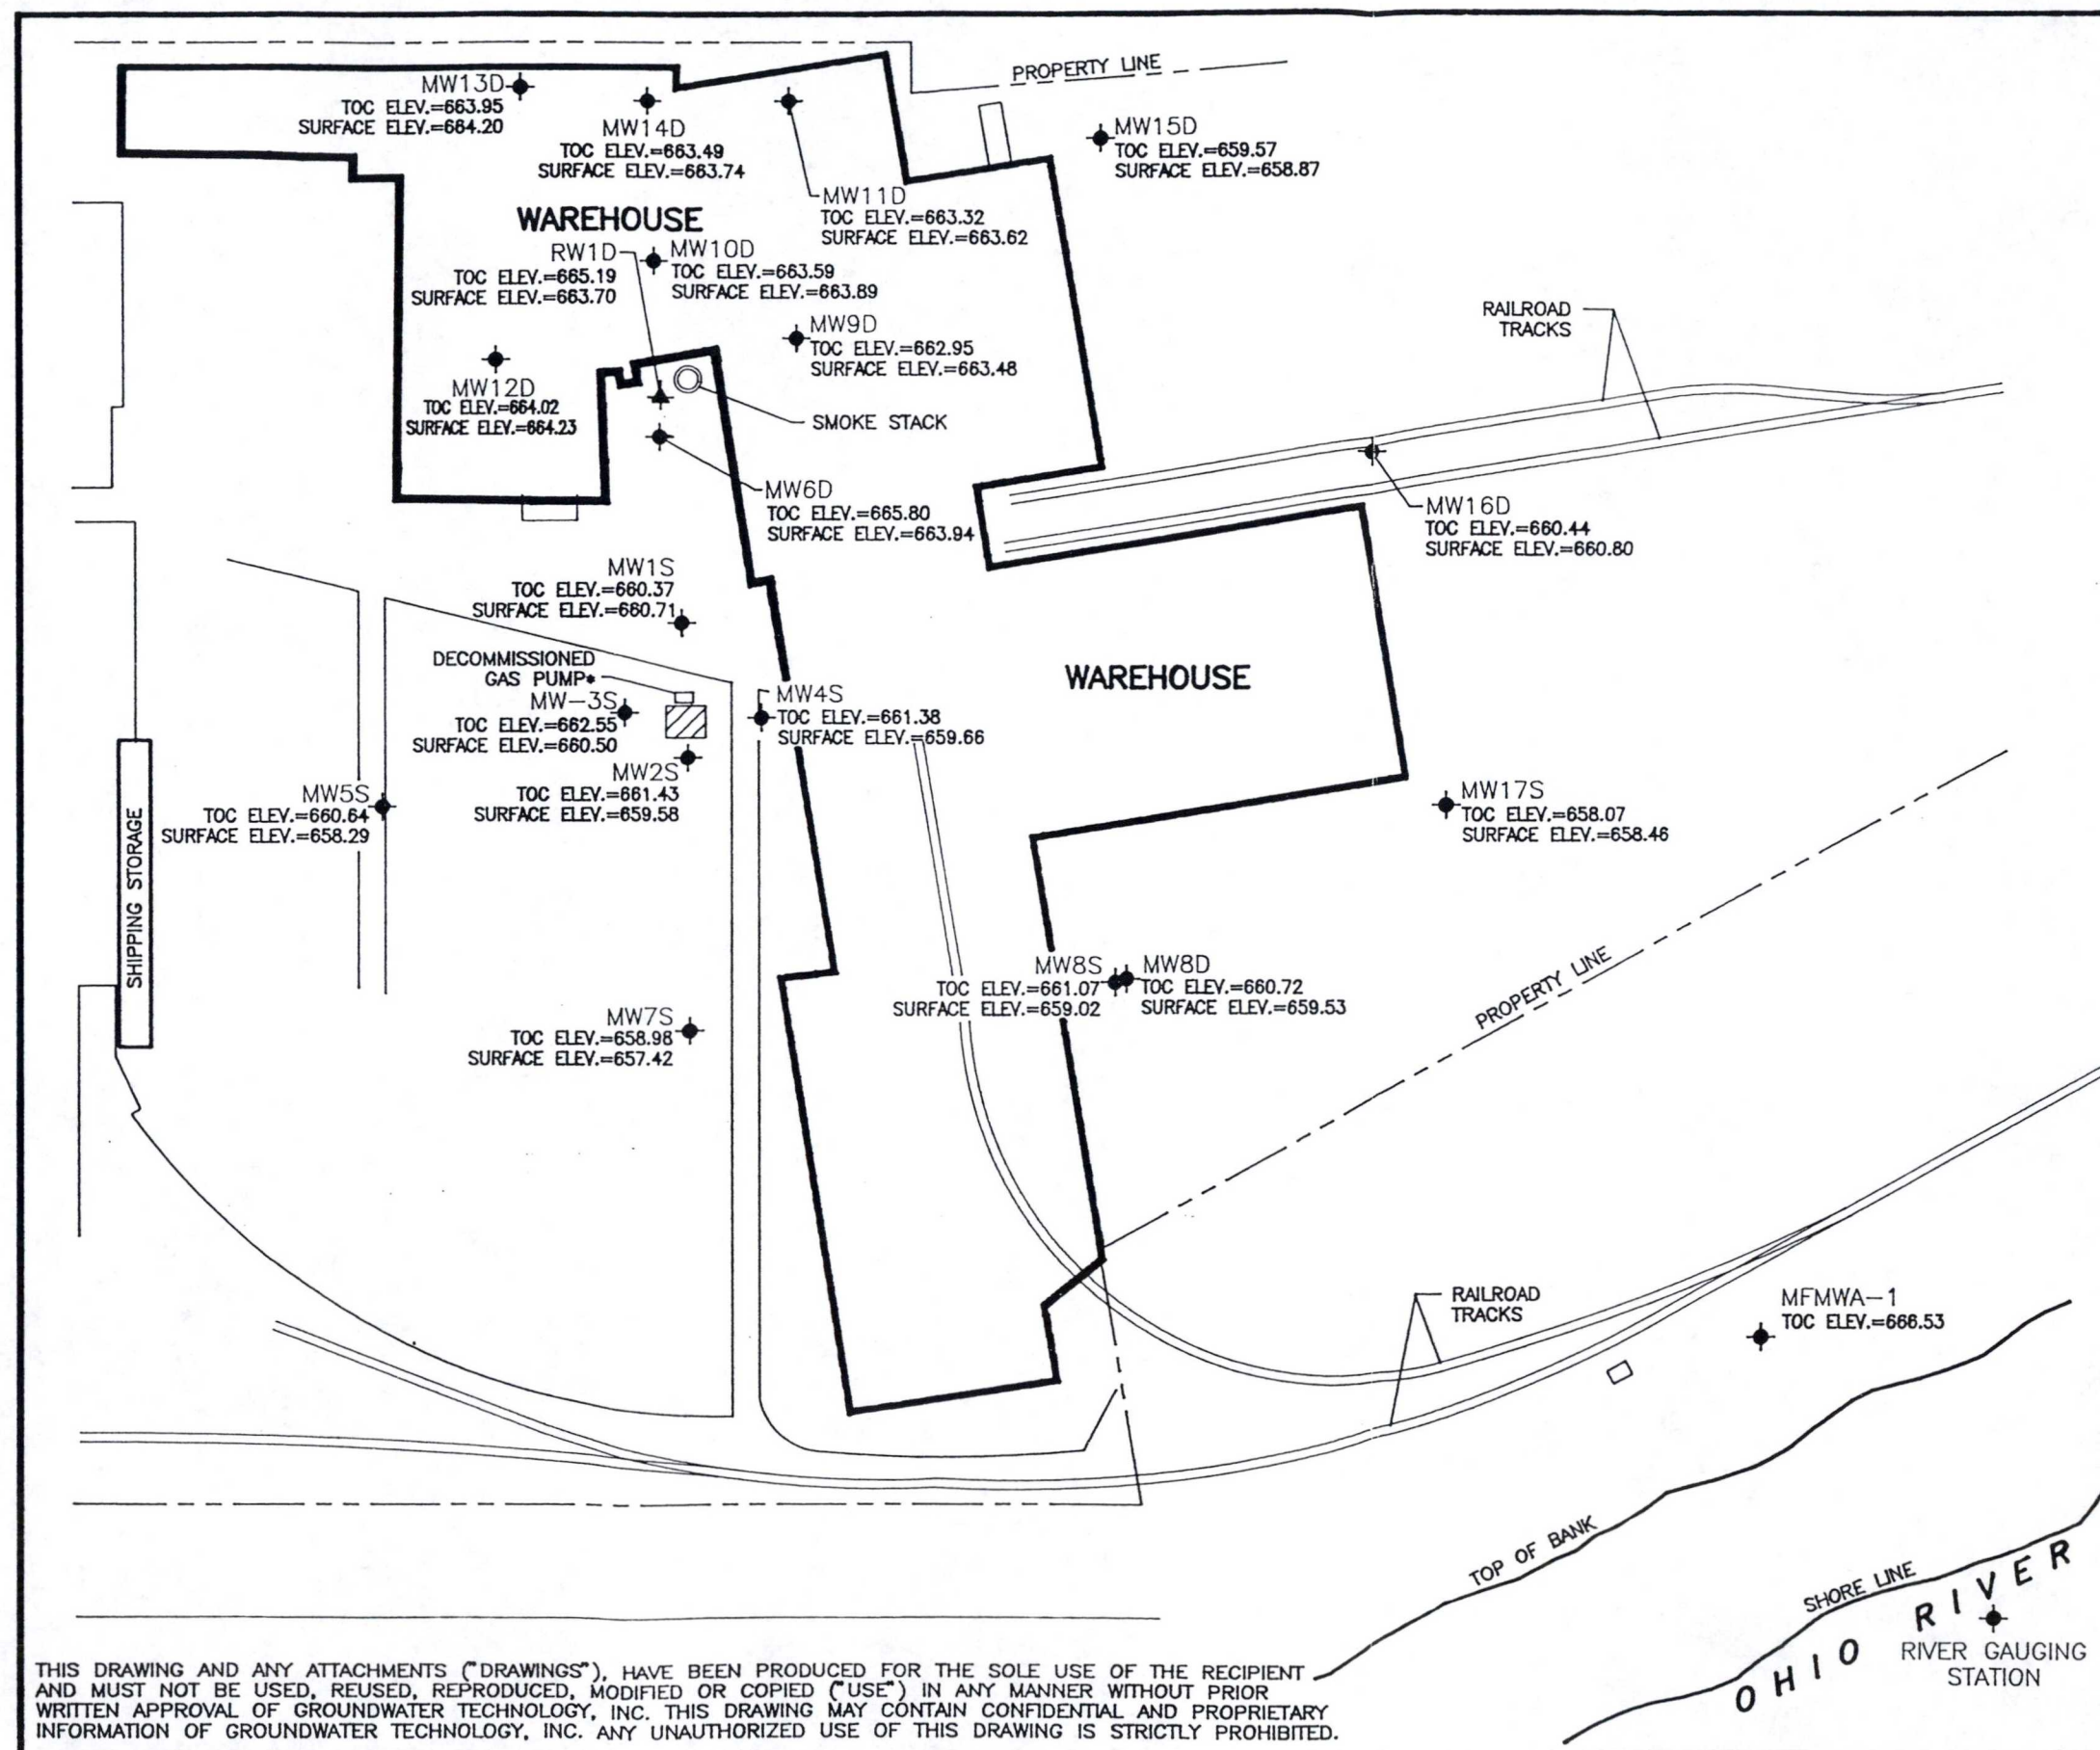 PROPERTY LINE
MW13D
TOC ELEV.=663.95
SURFACE ELEV.=664.20
MW14D
TOC ELEV.=663.49
SURFACE ELEV.=663.74
MW15D
TOC ELEV.=659.57
SURFACE ELEV.=658.87
MW11D
TOC ELEV.=663.32
SURFACE ELEV.=663.62
WAREHOUSE
RW1D
TOC ELEV.=665.19
SURFACE ELEV.=663.70
MW10D
TOC ELEV.=663.59
SURFACE ELEV.=663.89
MW9D
TOC ELEV.=662.95
SURFACE ELEV.=663.48
RAILROAD
TRACKS
MW12D
TOC ELEV.=664.02
SURFACE ELEV.=664.23
SMOKE STACK
MW6D
TOC ELEV.=665.80
SURFACE ELEV.=663.94
MW16D
TOC ELEV.=660.44
SURFACE ELEV.=660.80
MW1S
TOC ELEV.=660.37
SURFACE ELEV.=660.71
DECOMMISSIONED
GAS PUMP*
MW-3S
TOC ELEV.=662.55
SURFACE ELEV.=660.50
MW4S
TOC ELEV.=661.38
SURFACE ELEV.=659.66
WAREHOUSE
MW2S
TOC ELEV.=661.43
SURFACE ELEV.=659.58
MW5S
TOC ELEV.=660.64
SURFACE ELEV.=658.29
MW17S
TOC ELEV.=658.07
SURFACE ELEV.=658.46
SHIPPING STORAGE
MW8S
TOC ELEV.=661.07
SURFACE ELEV.=659.02
MW8D
TOC ELEV.=660.72
SURFACE ELEV.=659.53
PROPERTY LINE
MW7S
TOC ELEV.=658.98
SURFACE ELEV.=657.42
RAILROAD
TRACKS
MFMWA-1
TOC ELEV.=666.53
TOP OF BANK
SHORE LINE
OHIO RIVER
RIVER GAUGING
STATION
THIS DRAWING AND ANY ATTACHMENTS ("DRAWINGS"), HAVE BEEN PRODUCED FOR THE SOLE USE OF THE RECIPIENT
AND MUST NOT BE USED, REUSED, REPRODUCED, MODIFIED OR COPIED ("USE") IN ANY MANNER WITHOUT PRIOR
WRITTEN APPROVAL OF GROUNDWATER TECHNOLOGY, INC. THIS DRAWING MAY CONTAIN CONFIDENTIAL AND PROPRIETARY
INFORMATION OF GROUNDWATER TECHNOLOGY, INC. ANY UNAUTHORIZED USE OF THIS DRAWING IS STRICTLY PROHIBITED.